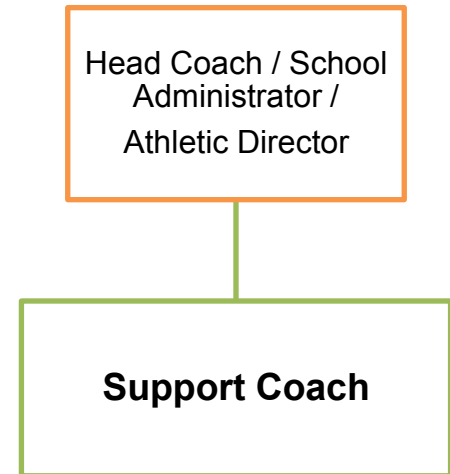 Head Coach / School
Administrator /
Athletic Director
Support Coach